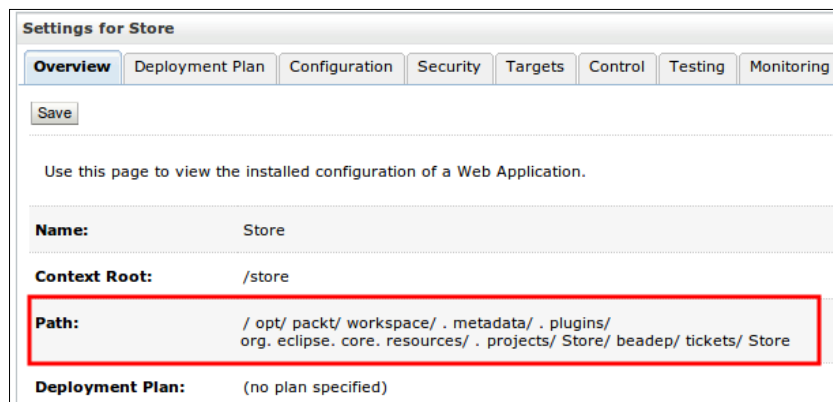 Settings for Store
Overview Deployment Plan Configuration Security Targets Control Testing Monitoring
Save
Use this page to view the installed configuration of a Web Application.
Name: Store
Context Root: /store
Path: / opt/ packt/ workspace/ . metadata/ . plugins/
org. eclipse. core. resources/ . projects/ Store/ beadep/ tickets/ Store
Deployment Plan: (no plan specified)